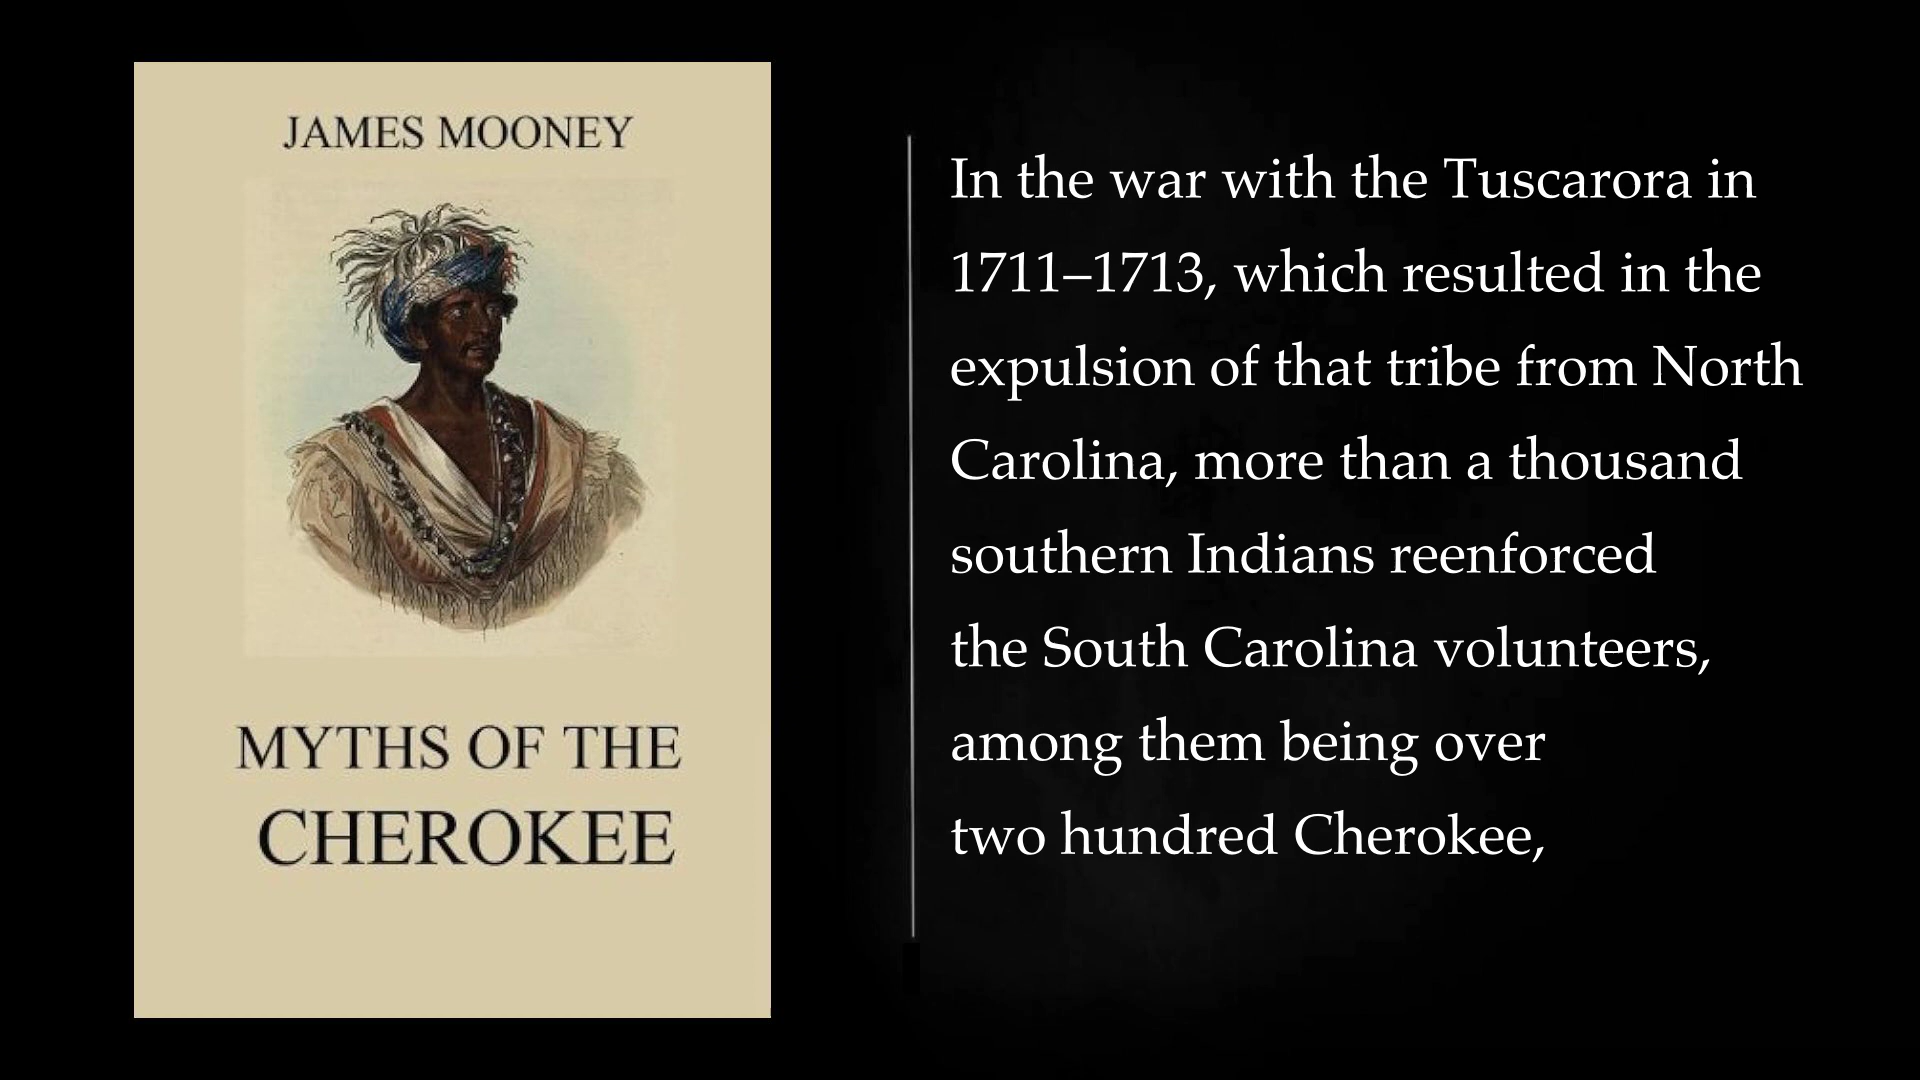 JAMES MOONEY
MYTHS OF THE
CHEROKEE
In the war with the Tuscarora in
1711–1713, which resulted in the
expulsion of that tribe from North
Carolina, more than a thousand
southern Indians reenforced
the South Carolina volunteers,
among them being over
two hundred Cherokee,